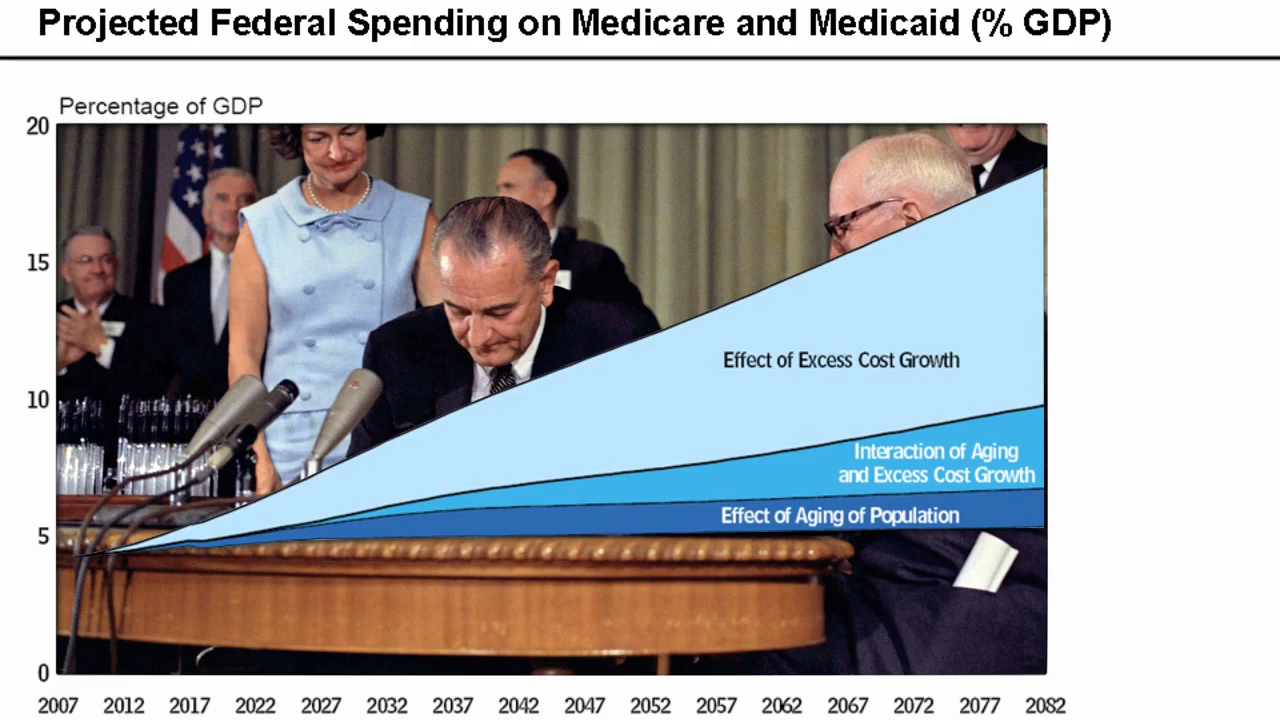 Projected Federal Spending on Medicare and Medicaid (% GDP)
Percentage of GDP
20
15
10
5
0
Effect of Excess Cost Growth
Interaction of Aging
and Excess Cost Growth
Effect of Aging of Population
2007 2012 2017 2022 2027 2032 2037 2042 2047 2052 2057 2062 2067 2072 2077 2082